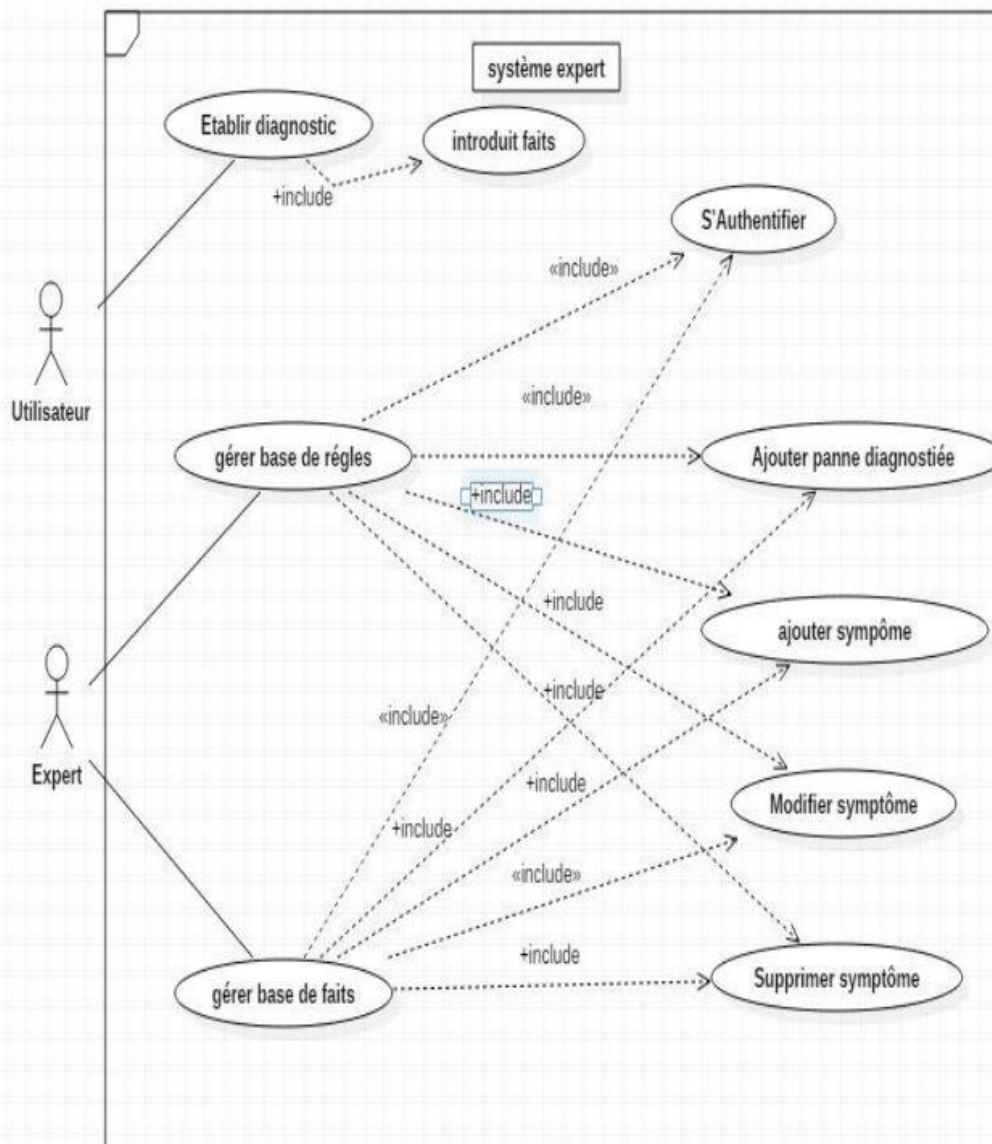 système expert
Etablir diagnostic
introduit faits
+include
S'Authentifier
«include»
Utilisateur
«include»
gérer base de régles
Ajouter panne diagnostiée
+include
+include
ajouter sympôme
+include
«include»
Expert
+include
Modifier symptôme
+include
«include»
+include
Supprimer symptôme
gérer base de faits